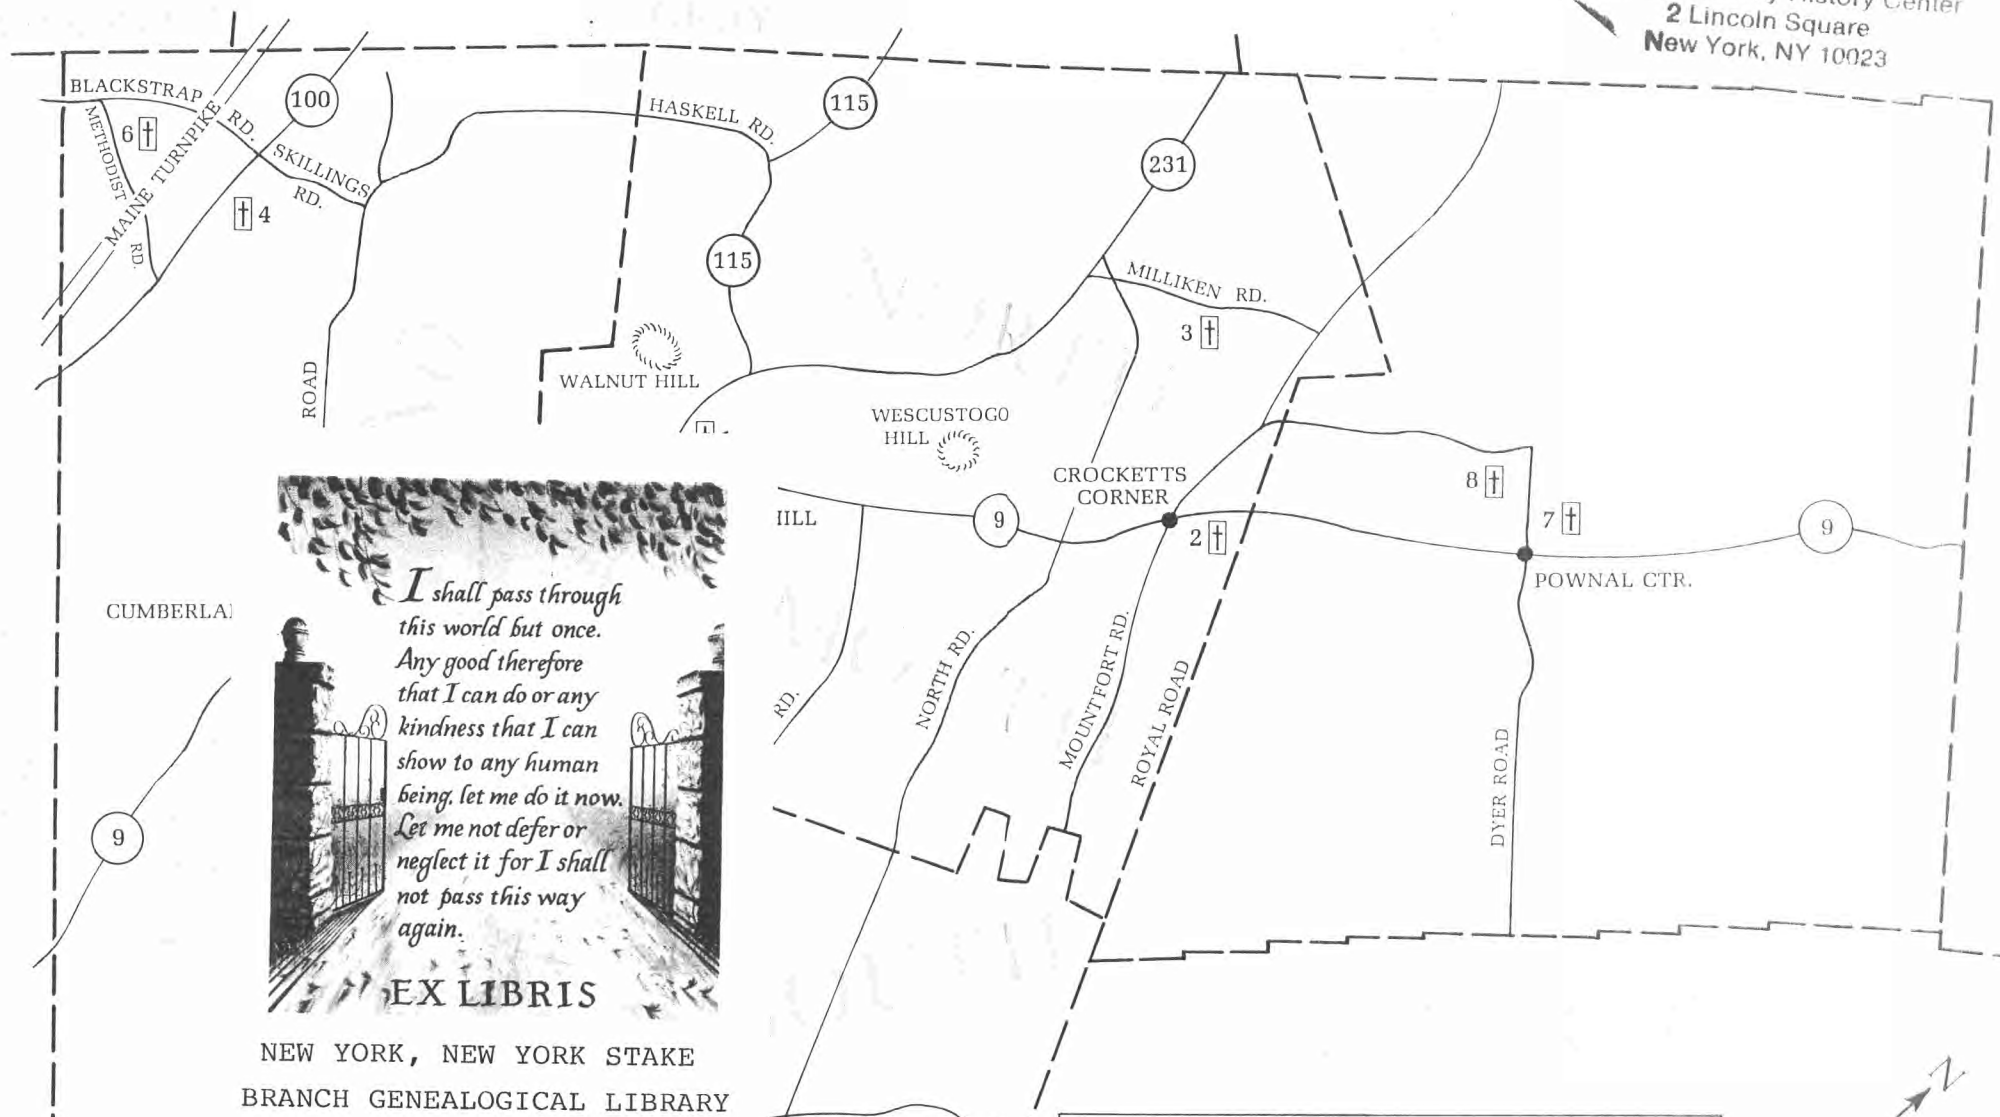 History Center
2 Lincoln Square
New York, NY 10023
BLACKSTRAP RD.
100
HASKELL RD.
115
6
METHODIST RD.
MAINE TURNPIKE
SKILLINGS RD.
4
231
115
MILLIKEN RD.
3
ROAD
WALNUT HILL
WESCUSTOGO
HILL
CROCKETTS
CORNER
8
9
HILL
2
7
9
POWNAL CTR.
CUMBERLA
RD.
NORTH RD.
MOUNTFORT RD.
ROYAL ROAD
DYER ROAD
9
I shall pass through
this world but once.
Any good therefore
that I can do or any
kindness that I can
show to any human
being, let me do it now.
Let me not defer or
neglect it for I shall
not pass this way
again.
EX LIBRIS
NEW YORK, NEW YORK STAKE
BRANCH GENEALOGICAL LIBRARY
N